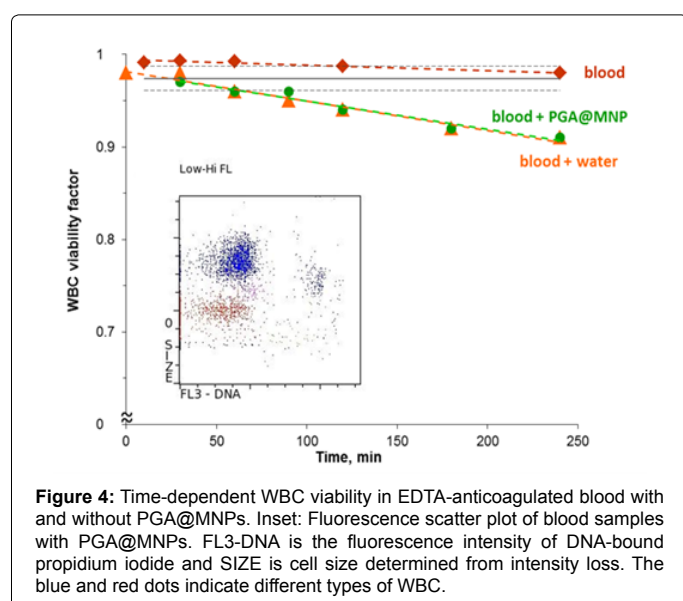 1
blood
0.9
blood + PGA@MNP
blood + water
Low-Hi FL
WBC viability factor
0.8
0.7
0
SIZE
FL3 - DNA
0
≈
0 50 100 150 200 250
Time, min
Figure 4: Time-dependent WBC viability in EDTA-anticoagulated blood with
and without PGA@MNPs. Inset: Fluorescence scatter plot of blood samples
with PGA@MNPs. FL3-DNA is the fluorescence intensity of DNA-bound
propidium iodide and SIZE is cell size determined from intensity loss. The
blue and red dots indicate different types of WBC.